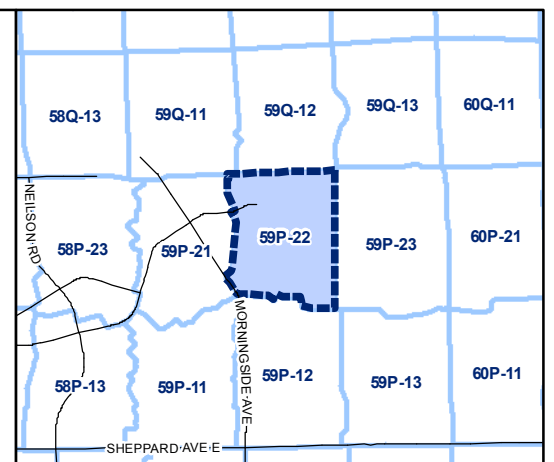 58Q-13
59Q-11
59Q-12
59Q-13
60Q-11
NEILSON RD
58P-23
59P-21
59P-22
59P-23
60P-21
MORNINGSIDE AVE
58P-13
59P-11
59P-12
59P-13
60P-11
SHEPPARD AVE E